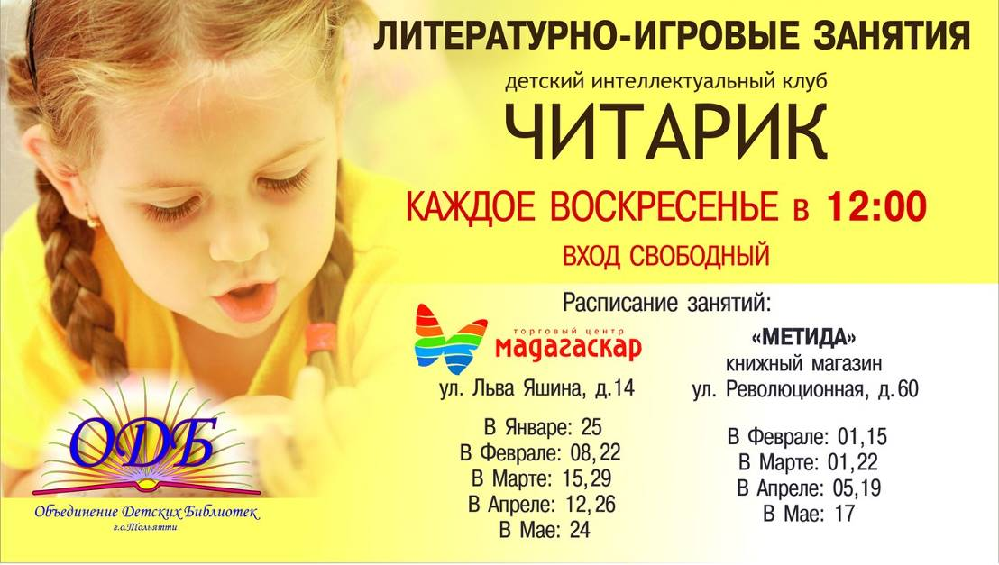 ЛИТЕРАТУРНО-ИГРОВЫЕ ЗАНЯТИЯ
детский интеллектуальный клуб
ЧИТАРИК
КАЖДОЕ ВОСКРЕСЕНЬЕ в 12:00
ВХОД СВОБОДНЫЙ
Расписание занятий:
торговый центр
мадагаскар
ул. Льва Яшина, д.14
В Январе: 25
В Феврале: 08,22
В Марте: 15,29
В Апреле: 12,26
В Мае: 24
«МЕТИДА»
книжный магазин
ул. Революционная, д.60
В Феврале: 01,15
В Марте: 01,22
В Апреле: 05,19
В Мае: 17
ОДБ
Объединение Детских Библиотек
г.о.Тольятти